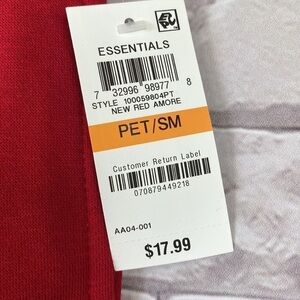 ESSENTIALS
7 32996 98977 8
STYLE 100059804PT
NEW RED AMORE
PET/SM
Customer Return Label
070879449218
AA04-001
$17.99